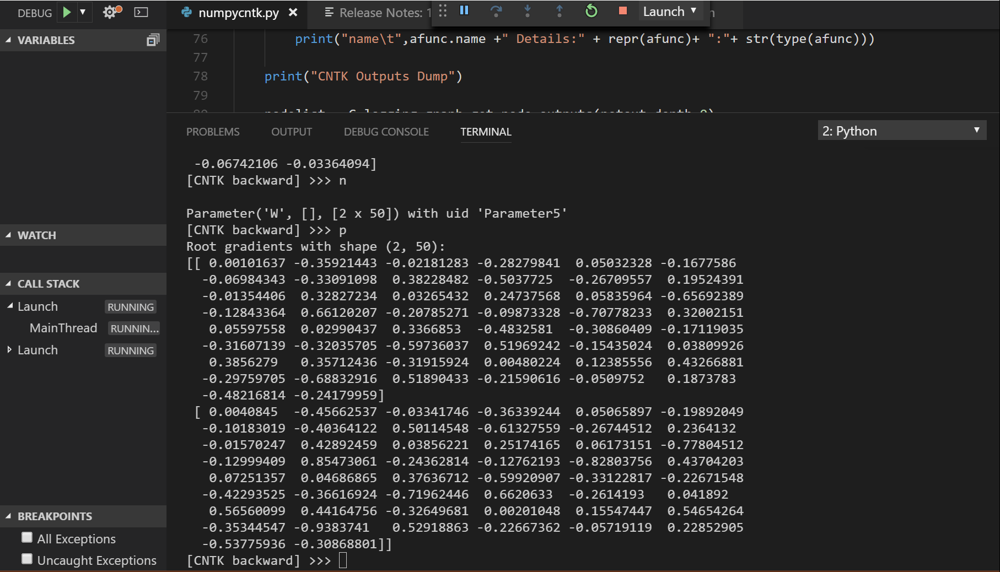 DEBUG
numpycntk.py
Release Notes: 1
Launch
VARIABLES
76 print("name\t",afunc.name +" Details:" + repr(afunc)+ ":"+ str(type(afunc)))
77
78 print("CNTK Outputs Dump")
79
PROBLEMS OUTPUT DEBUG CONSOLE TERMINAL
2: Python
-0.06742106 -0.03364094]
[CNTK backward] >>> n
Parameter('W', [], [2 x 50]) with uid 'Parameter5'
[CNTK backward] >>> p
Root gradients with shape (2, 50):
[[ 0.00101637 -0.35921443 -0.02181283 -0.28279841 0.05032328 -0.1677586
-0.06984343 -0.33091098 0.38228482 -0.5037725 -0.26709557 0.19524391
-0.01354406 0.32827234 0.03265432 0.24737568 0.05835964 -0.65692389
-0.12843364 0.66120207 -0.20785271 -0.09873328 -0.70778233 0.32002151
0.05597558 0.02990437 0.3366853 -0.4832581 -0.30860409 -0.17119035
-0.31607139 -0.32035705 -0.59736037 0.51969242 -0.15435024 0.03809926
0.3856279 0.35712436 -0.31915924 0.00480224 0.12385556 0.43266881
-0.29759705 -0.68832916 0.51890433 -0.21590616 -0.0509752 0.1873783
-0.48216814 -0.24179959]
[ 0.0040845 -0.45662537 -0.03341746 -0.36339244 0.05065897 -0.19892049
-0.10183019 -0.40364122 0.50114548 -0.61327559 -0.26744512 0.2364132
-0.01570247 0.42892459 0.03856221 0.25174165 0.06173151 -0.77804512
-0.12999409 0.85473061 -0.24362814 -0.12762193 -0.82803756 0.43704203
0.07251357 0.04686865 0.37636712 -0.59920907 -0.33122817 -0.22671548
-0.42293525 -0.36616924 -0.71962446 0.6620633 -0.2614193 0.041892
0.56560099 0.44164756 -0.32649681 0.00201048 0.15547447 0.54654264
-0.35344547 -0.9383741 0.52918863 -0.22667362 -0.05719119 0.22852905
-0.53775936 -0.30868801]]
[CNTK backward] >>>
WATCH
CALL STACK
Launch RUNNING
MainThread RUNNIN...
Launch RUNNING
BREAKPOINTS
All Exceptions
Uncaught Exceptions